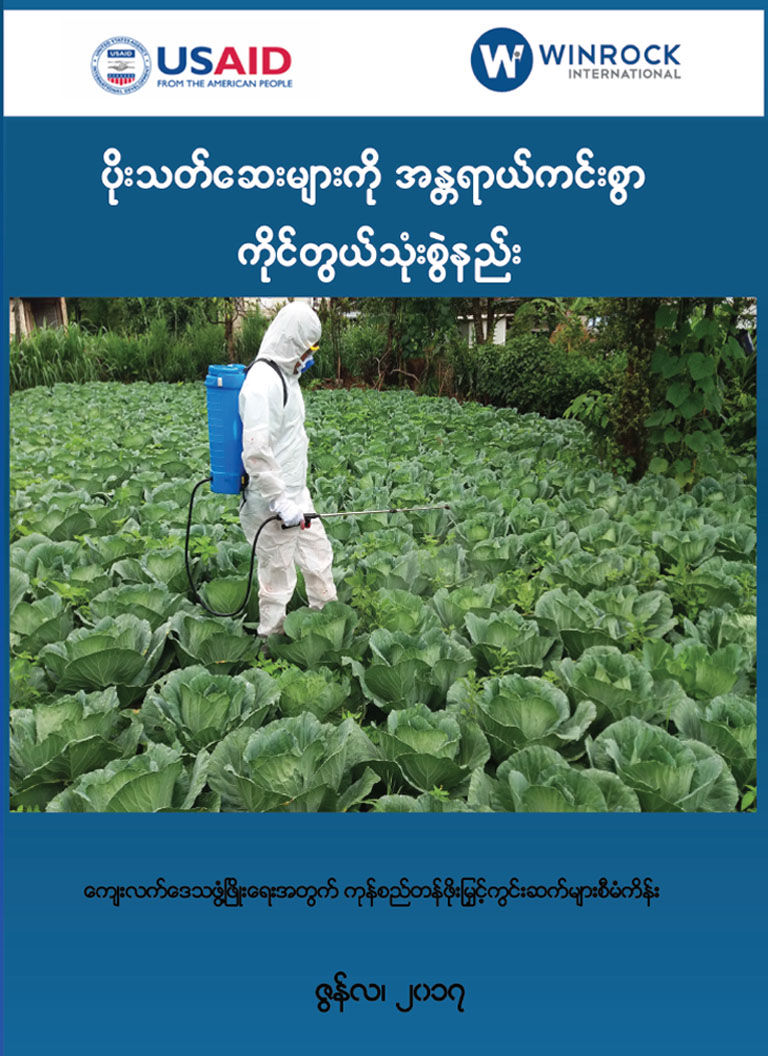 USAID
FROM THE AMERICAN PEOPLE
WINROCK
INTERNATIONAL
ပိုးသတ်ဆေးများကို အန္တရာယ်ကင်းစွာ
ကိုင်တွယ်သုံးစွဲနည်း
ကျေးလက်ဒေသဖွံ့ဖြိုးရေးအတွက် ကုန်စည်တန်ဖိုးမြှင့်ကွင်းဆက်များစီမံကိန်း
ဇွန်လ၊ ၂၀၁၇